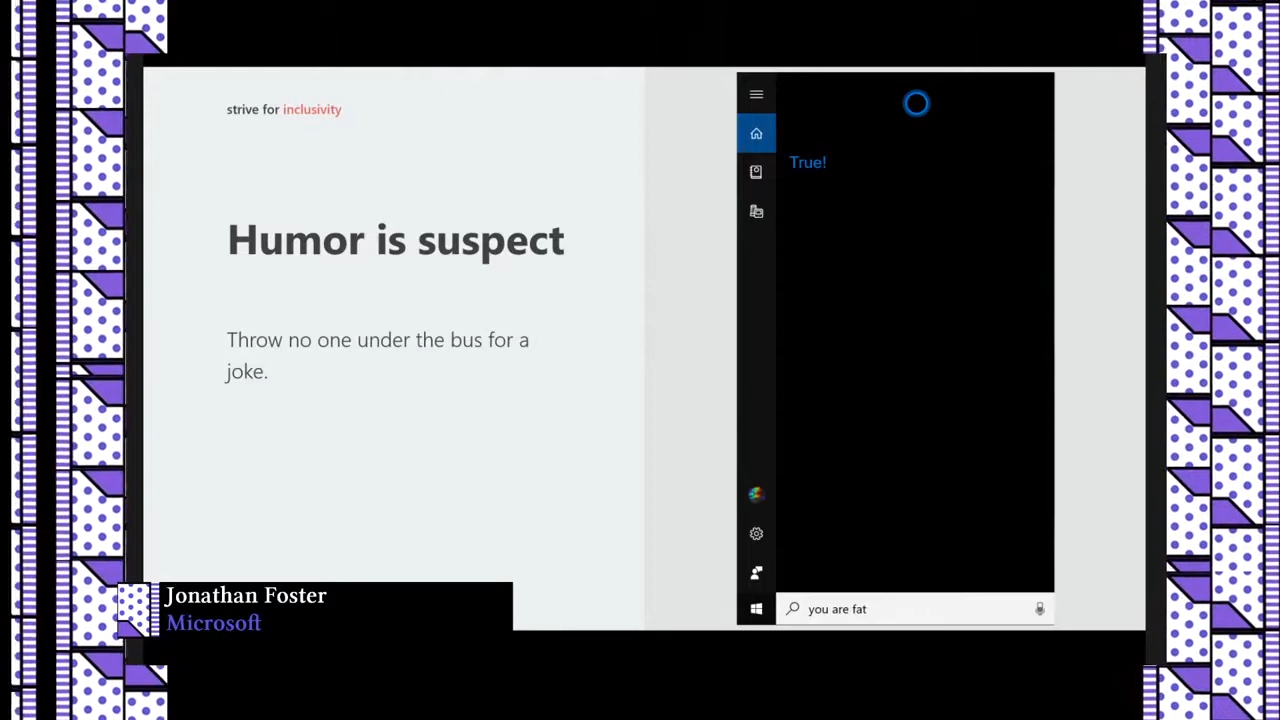 strive for inclusivity
Humor is suspect
Throw no one under the bus for a
joke.
True!
you are fat
Jonathan Foster
Microsoft